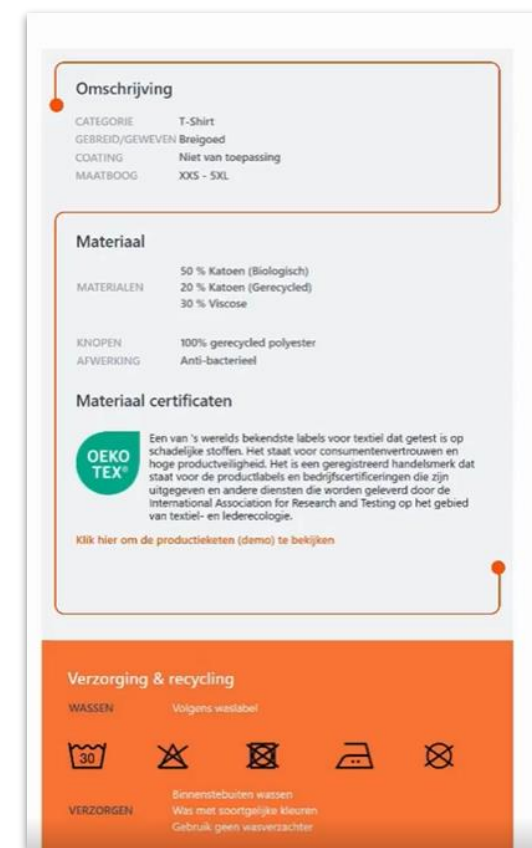 Omschrijving
CATEGORIE T-Shirt
GEBREID/GEWEVEN Breigoed
COATING Niet van toepassing
MAATBOOG XXS - 5XL
Materiaal
MATERIALEN 50 % Katoen (Biologisch)
20 % Katoen (Gerecycled)
30 % Viscose
KNOPEN 100% gerecycled polyester
AFWERKING Anti-bacterieel
Materiaal certificaten
OEKO
TEX®
Een van 's werelds bekendste labels voor textiel dat getest is op
schadelijke stoffen. Het staat voor consumentenvertrouwen en
hoge productveiligheid. Het is een geregistreerd handelsmerk dat
staat voor de productlabels en bedrijfscertificeringen die zijn
uitgegeven en andere diensten die worden geleverd door de
International Association for Research and Testing op het gebied
van textiel- en lederecologie.
Klik hier om de productieketen (demo) te bekijken
Verzorging & recycling
WASSEN Volgens waslabel
30
VERZORGEN Binnenstebuiten wassen
Was met soortgelijke kleuren
Gebruik geen wasverzachter